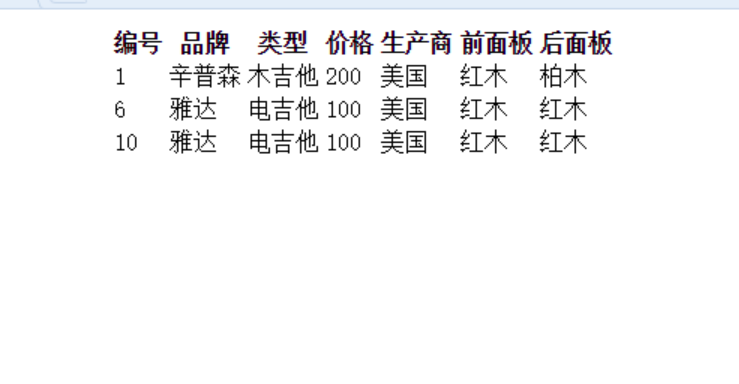 编号 品牌 类型 价格 生产商 前面板 后面板
1 辛普森 木吉他 200 美国 红木 柏木
6 雅达 电吉他 100 美国 红木 红木
10 雅达 电吉他 100 美国 红木 红木